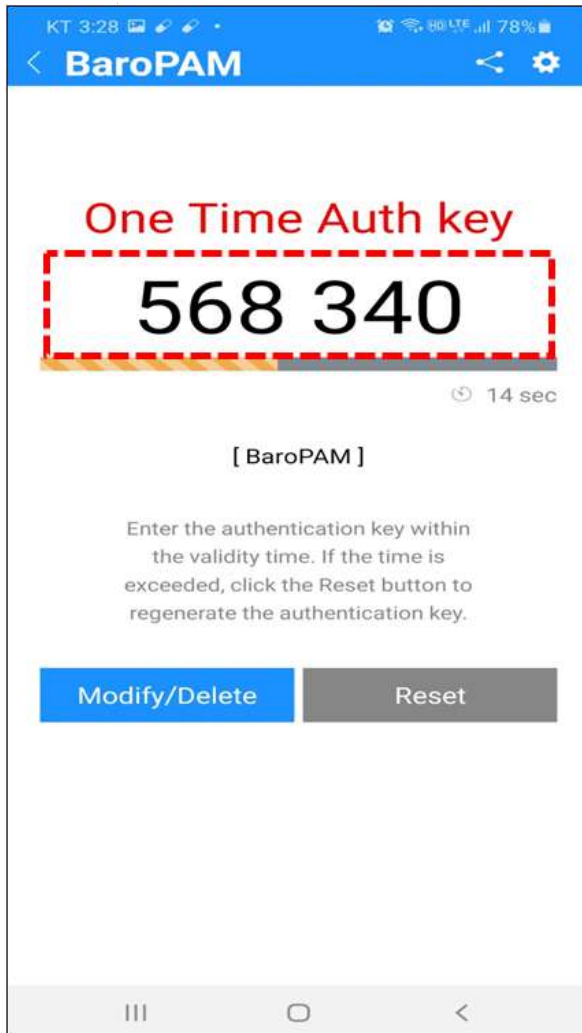 KT 3:28
78%
BaroPAM
One Time Auth key
568 340
14 sec
[ BaroPAM ]
Enter the authentication key within
the validity time. If the time is
exceeded, click the Reset button to
regenerate the authentication key.
Modify/Delete
Reset